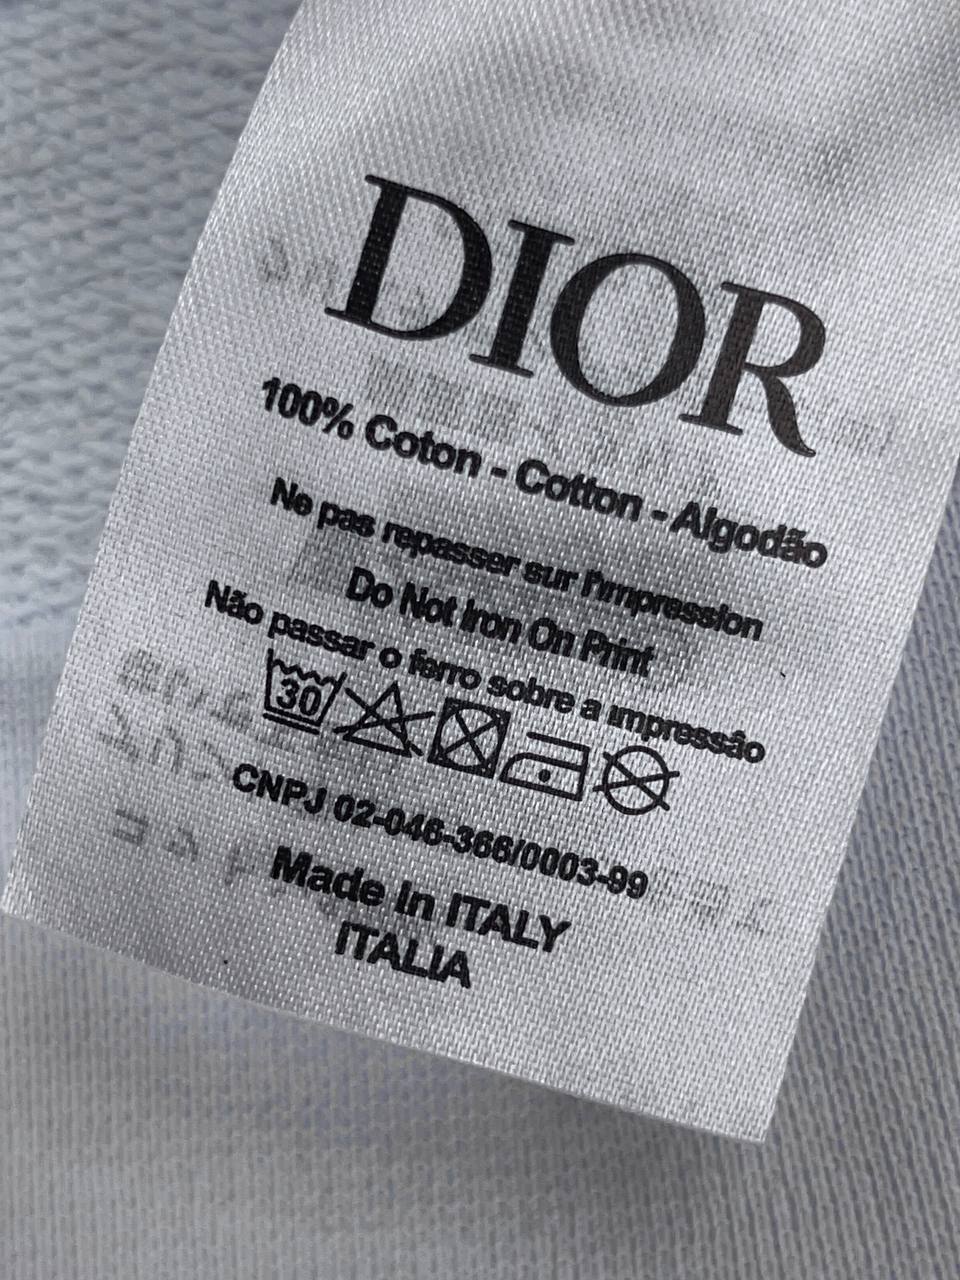 DIOR
100% Coton - Cotton - Algodão
Ne pas repasser sur l'impression
Do Not Iron On Print
Não passar o ferro sobre a impressão
30
CNPJ 02-046-366/0003-99
Made In ITALY
ITALIA